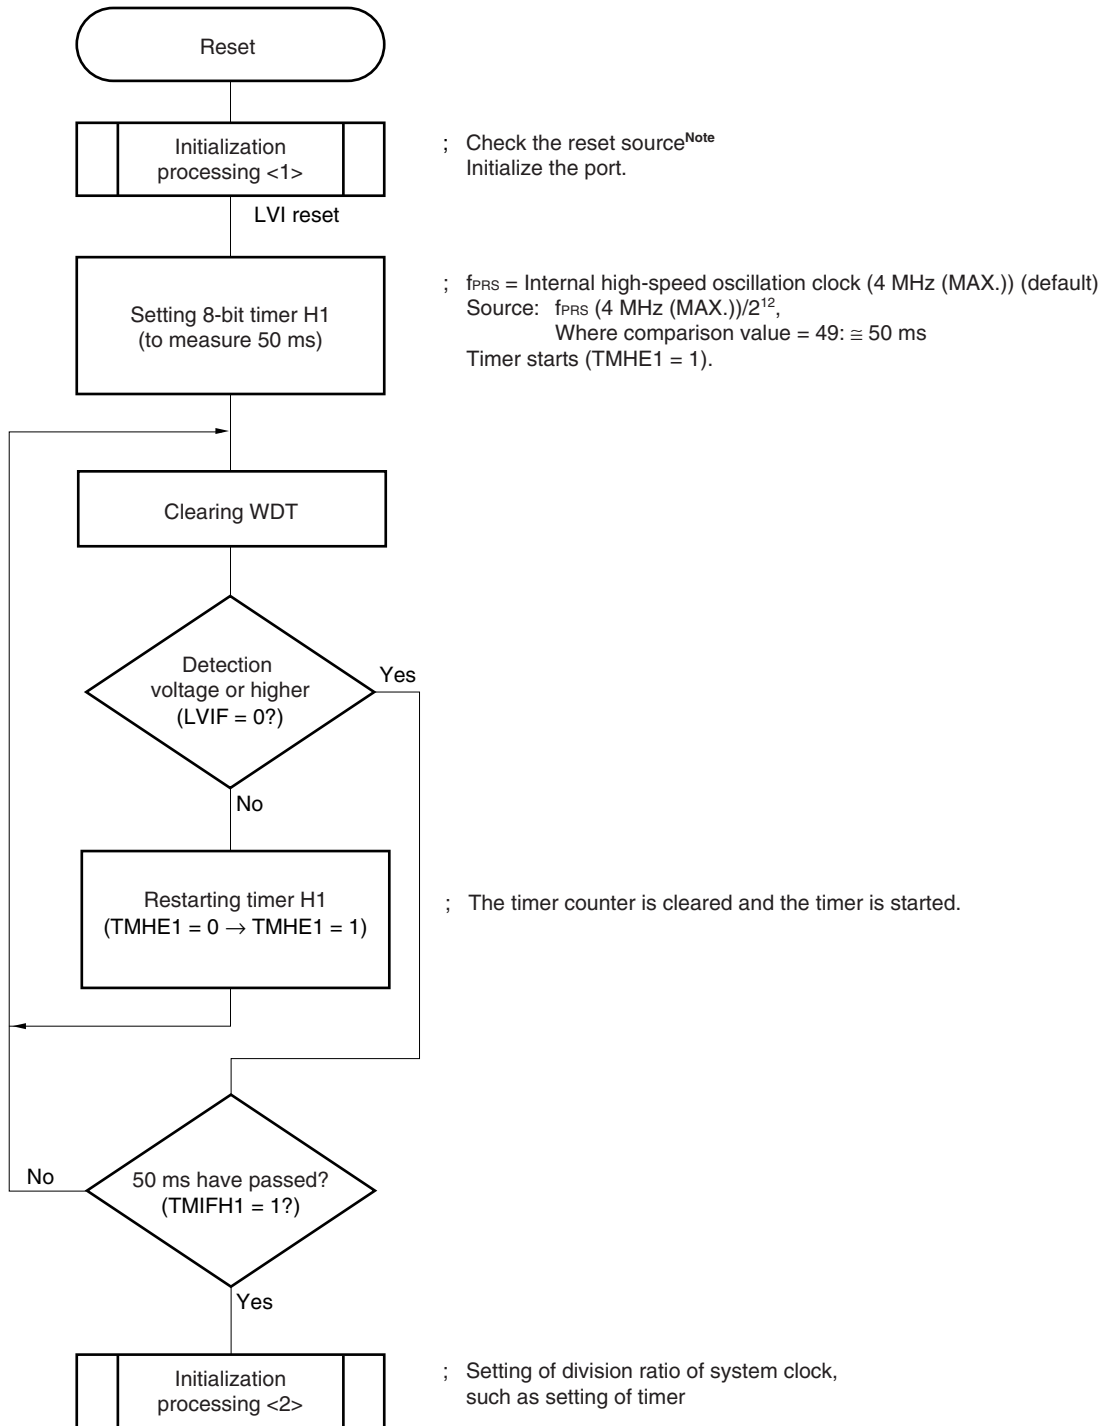 Reset
Initialization
processing <1>
; Check the reset sourceNote
Initialize the port.
LVI reset
Setting 8-bit timer H1
(to measure 50 ms)
; fPRS = Internal high-speed oscillation clock (4 MHz (MAX.)) (default)
Source: fPRS (4 MHz (MAX.))/2¹²,
Where comparison value = 49: ≅ 50 ms
Timer starts (TMHE1 = 1).
Clearing WDT
Detection
voltage or higher
(LVIF = 0?)
Yes
No
Restarting timer H1
(TMHE1 = 0 → TMHE1 = 1)
; The timer counter is cleared and the timer is started.
50 ms have passed?
(TMIFH1 = 1?)
No
Yes
Initialization
processing <2>
; Setting of division ratio of system clock,
such as setting of timer